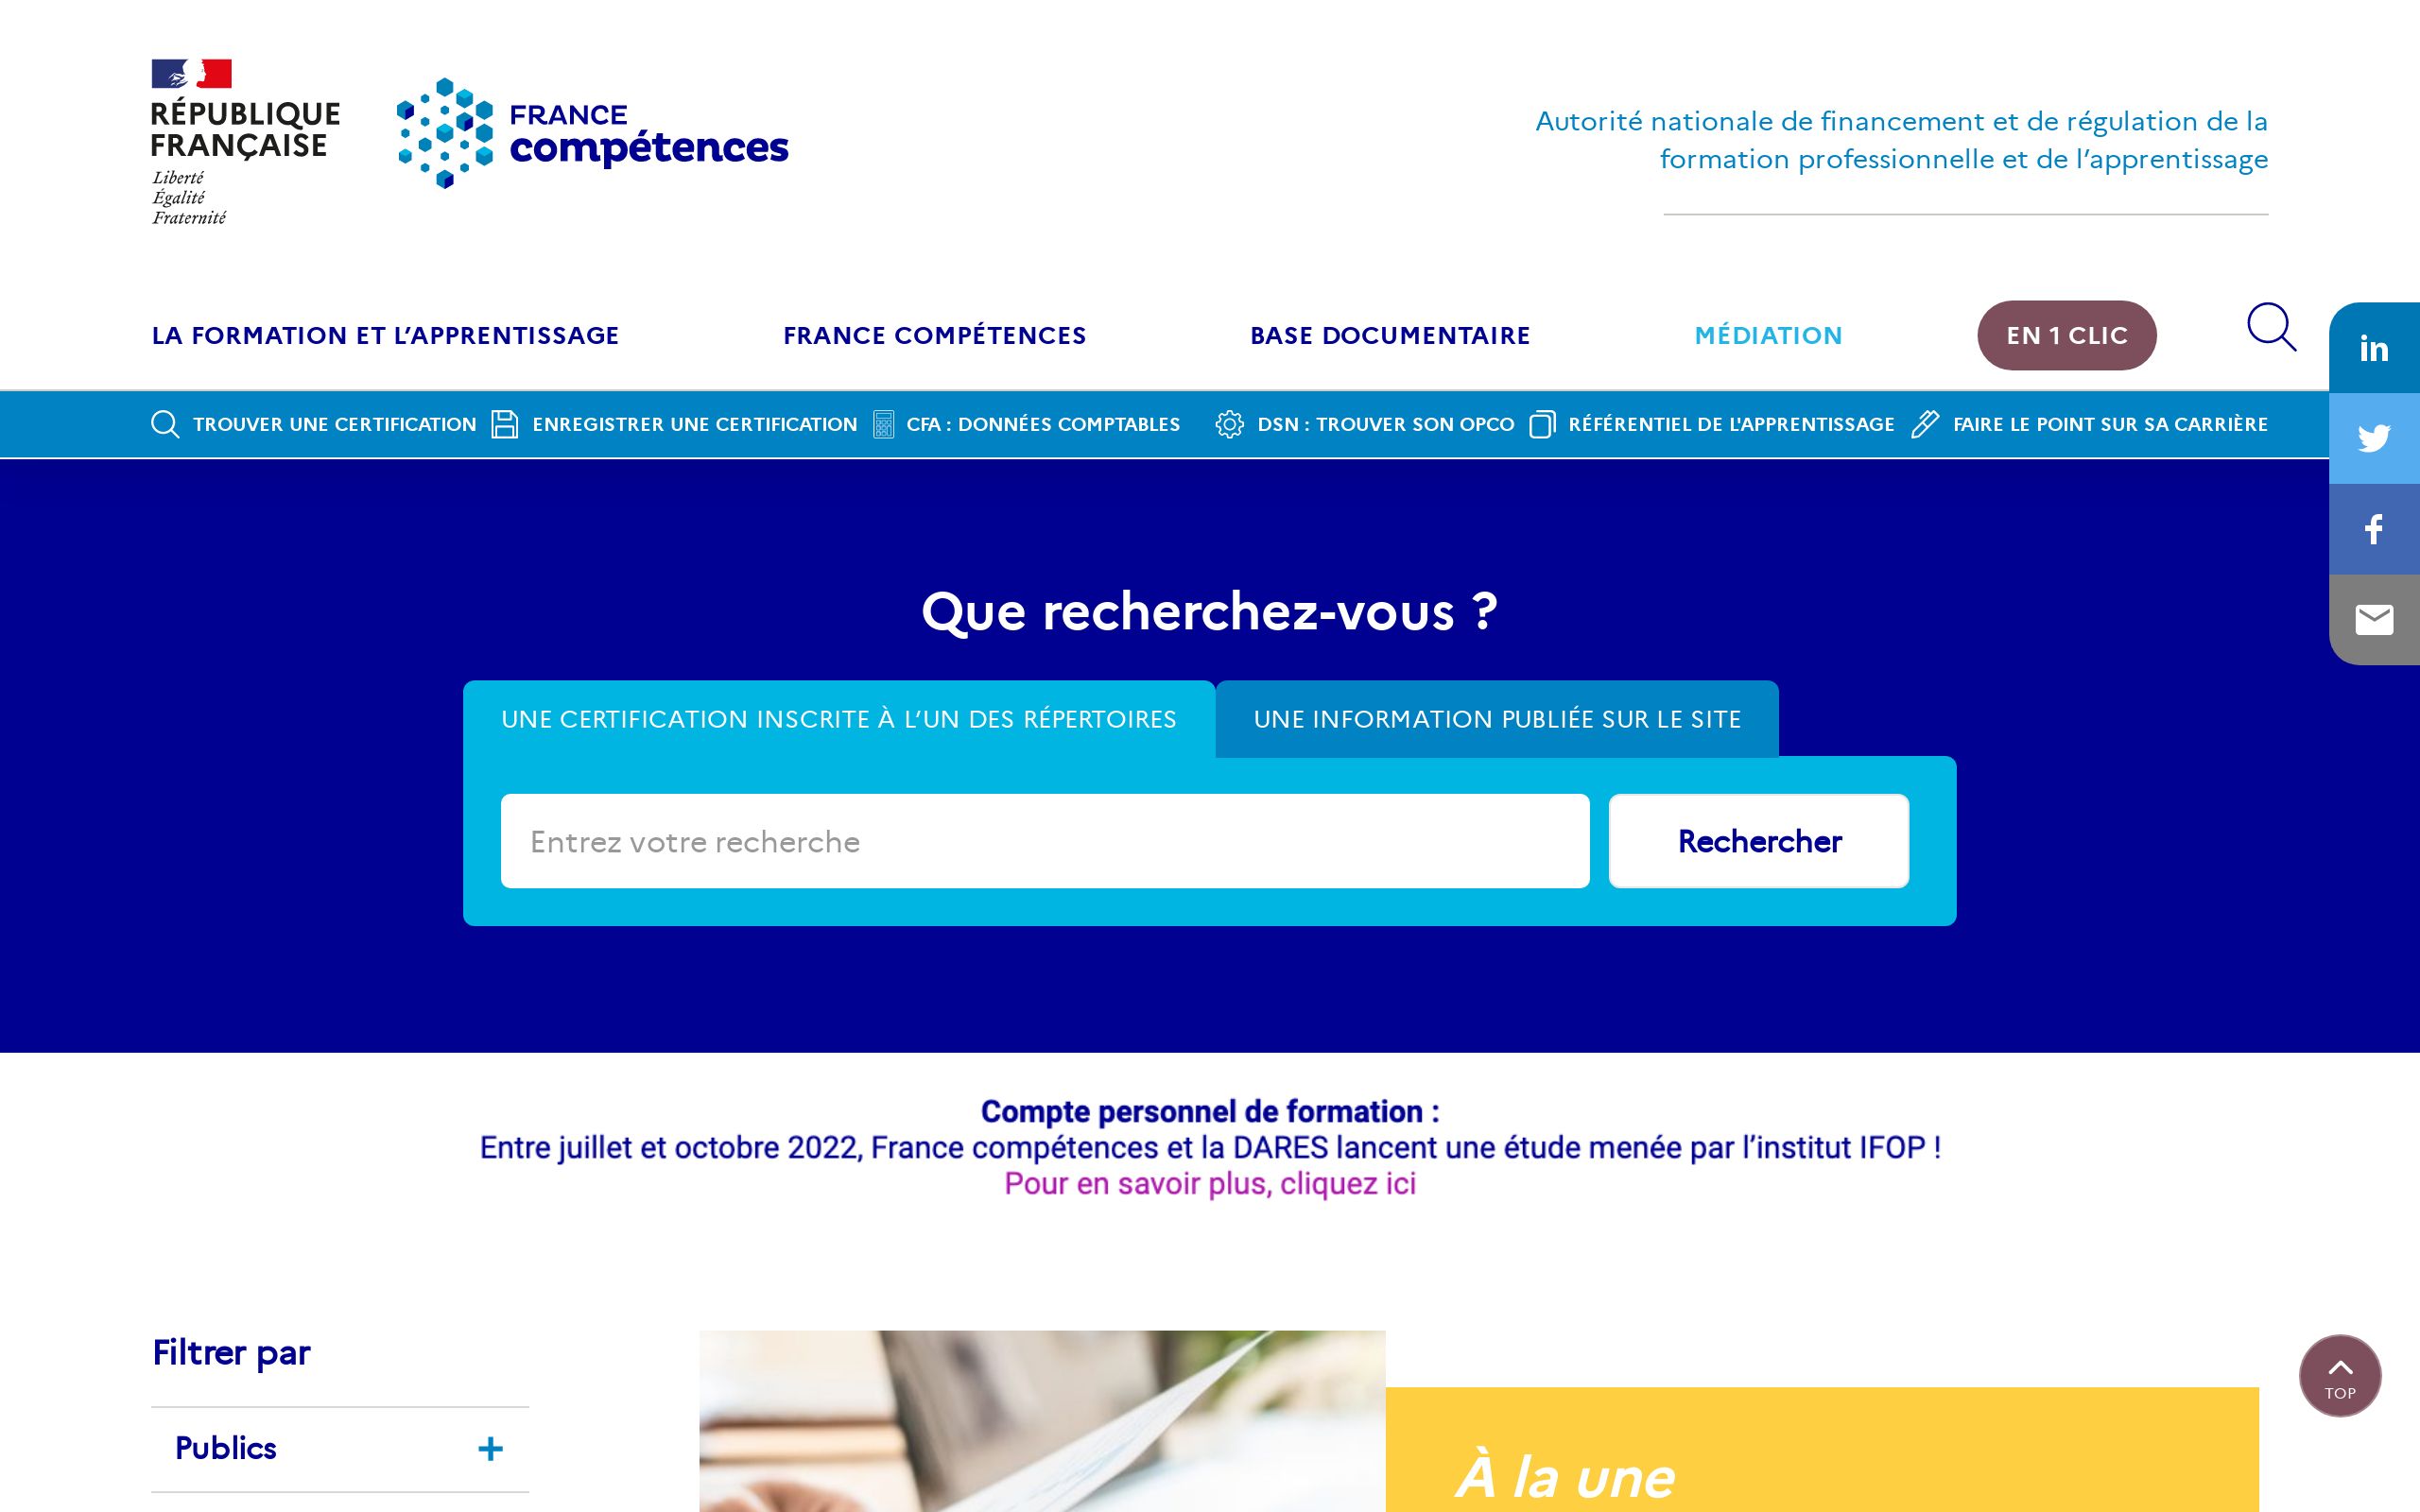 RÉPUBLIQUE
FRANÇAISE
Liberté
Égalité
Fraternité
FRANCE
compétences
Autorité nationale de financement et de régulation de la
formation professionnelle et de l’apprentissage
LA FORMATION ET L’APPRENTISSAGE
FRANCE COMPÉTENCES
BASE DOCUMENTAIRE
MÉDIATION
EN 1 CLIC
in
TROUVER UNE CERTIFICATION
ENREGISTRER UNE CERTIFICATION
CFA : DONNÉES COMPTABLES
DSN : TROUVER SON OPCO
RÉFÉRENTIEL DE L'APPRENTISSAGE
FAIRE LE POINT SUR SA CARRIÈRE
Que recherchez-vous ?
UNE CERTIFICATION INSCRITE À L’UN DES RÉPERTOIRES
UNE INFORMATION PUBLIÉE SUR LE SITE
Entrez votre recherche
Rechercher
Compte personnel de formation :
Entre juillet et octobre 2022, France compétences et la DARES lancent une étude menée par l’institut IFOP !
Pour en savoir plus, cliquez ici
Filtrer par
Publics
À la une
TOP